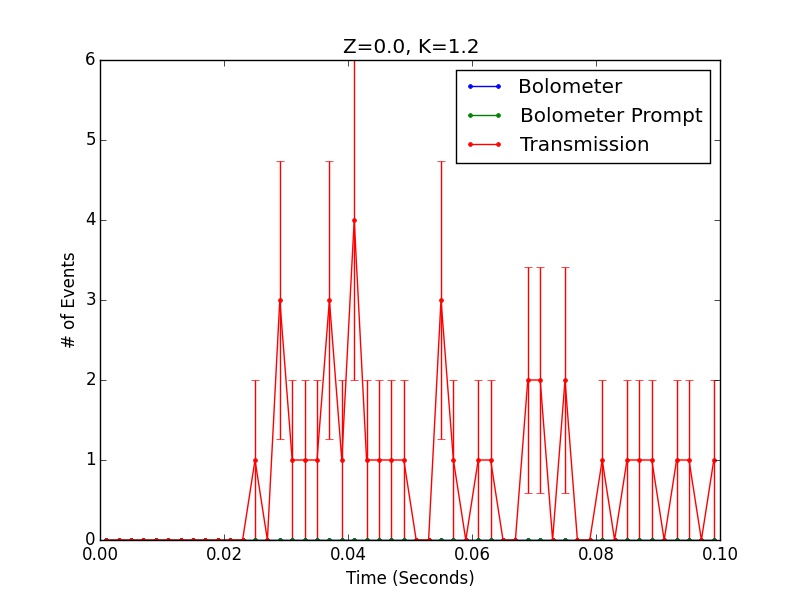 Z=0.0, K=1.2
Bolometer
Bolometer Prompt
Transmission
# of Events
6
5
4
3
2
1
0
0.00 0.02 0.04 0.06 0.08 0.10
Time (Seconds)